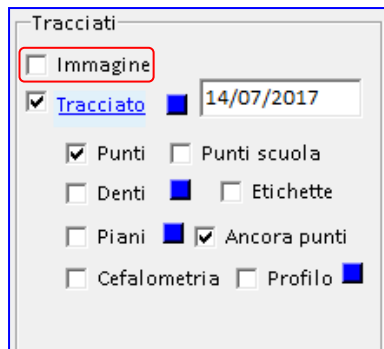 Tracciati
Immagine
Tracciato 14/07/2017
Punti Punti scuola
Denti Etichette
Piani Ancora punti
Cefalometria Profilo